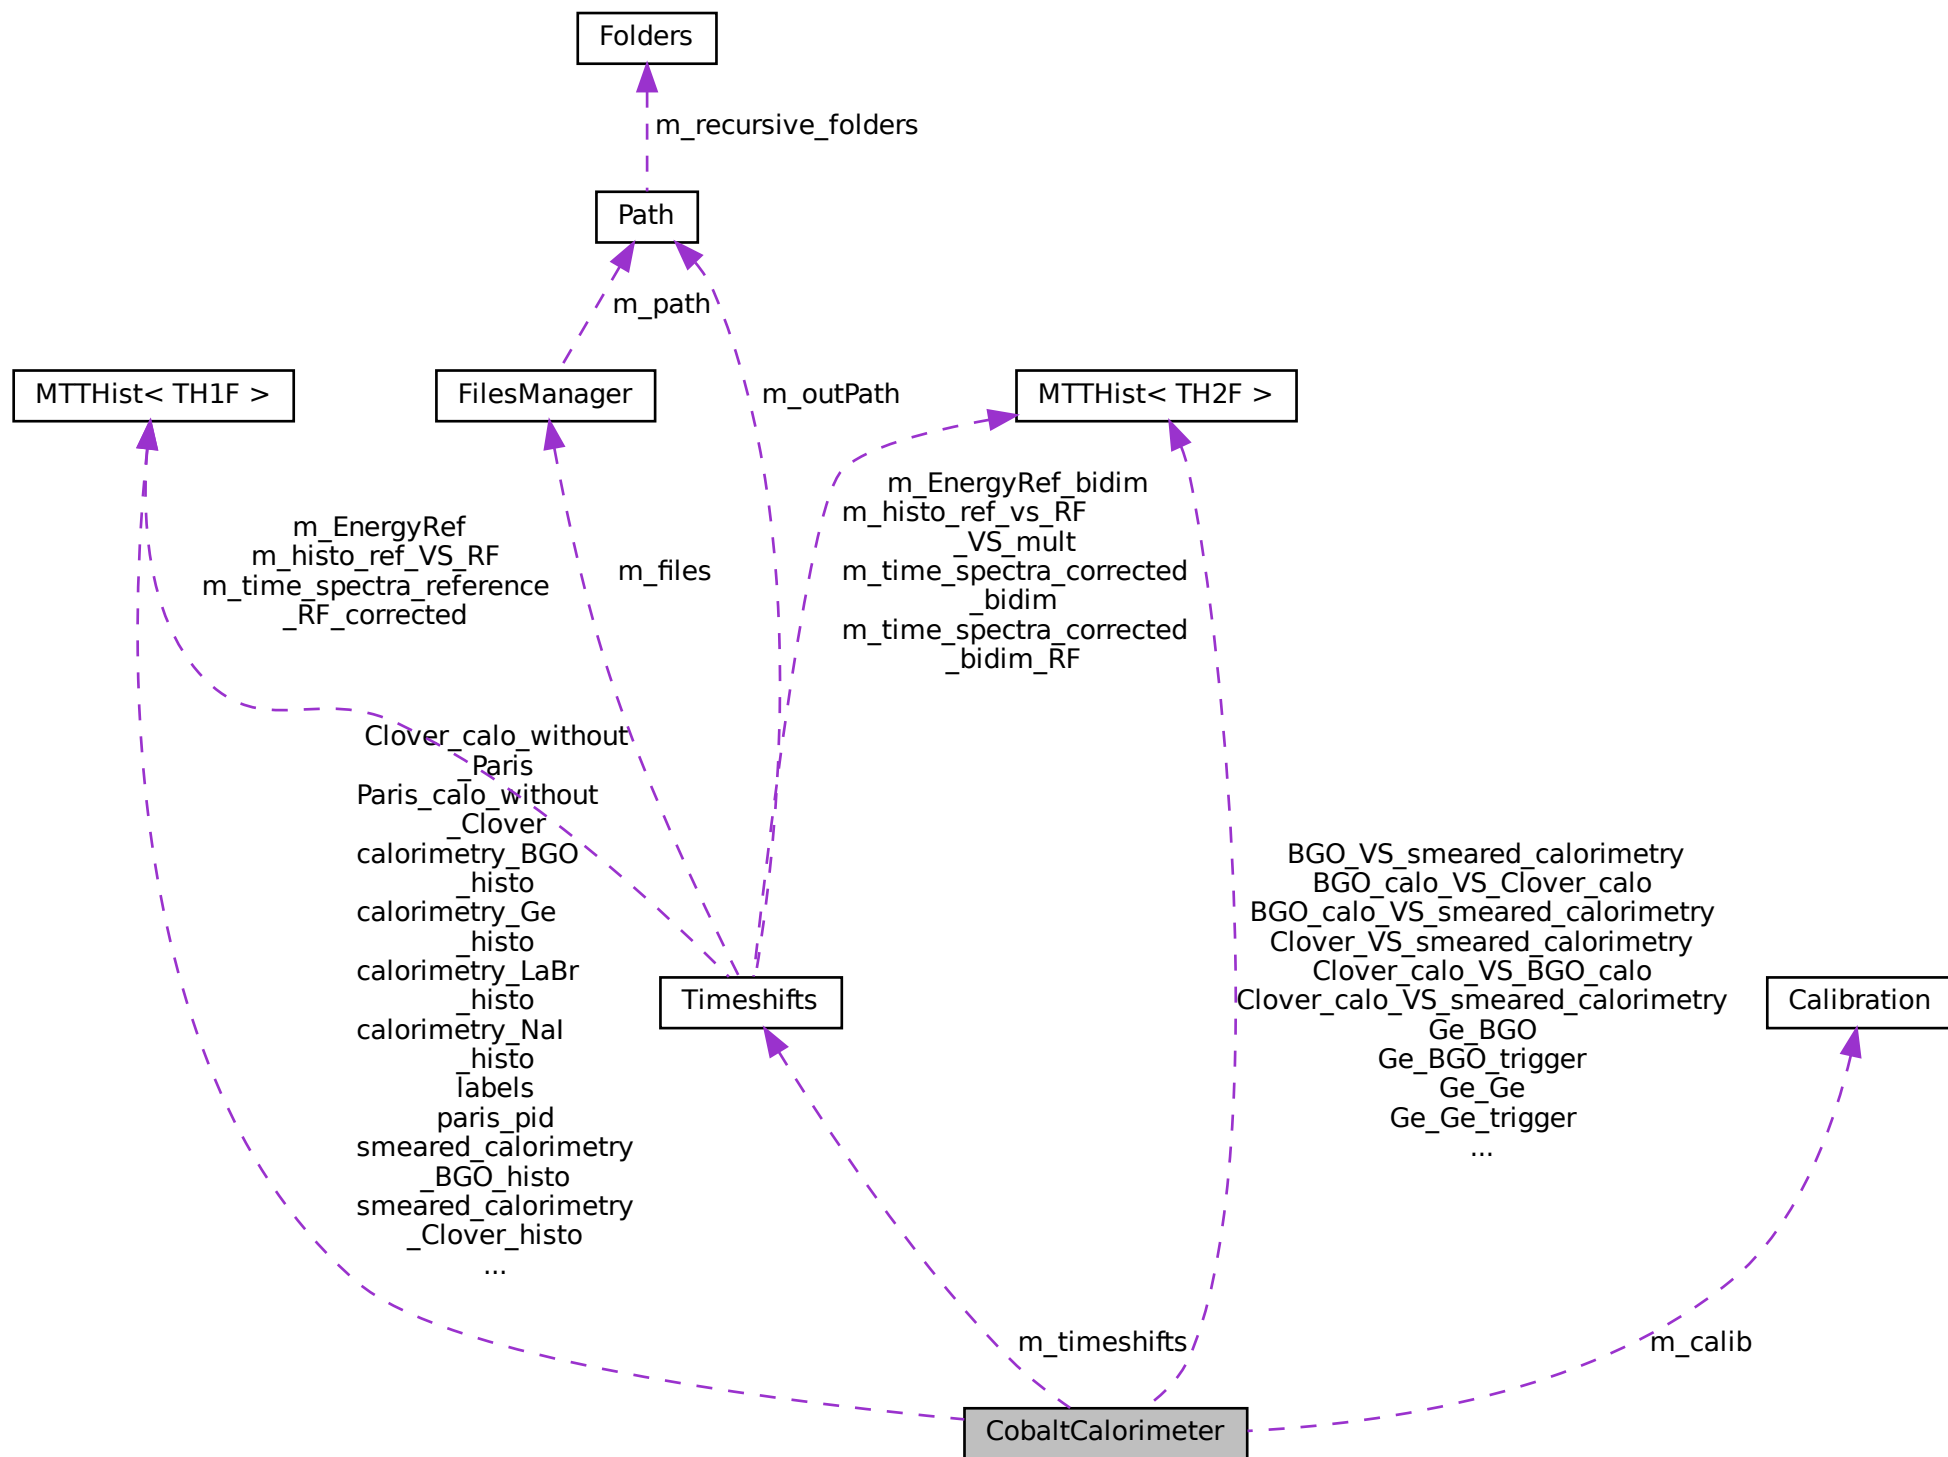 Folders
m_recursive_folders
Path
m_path
MTTHist< TH1F >
FilesManager
m_outPath
MTTHist< TH2F >
m_EnergyRef
m_histo_ref_VS_RF
m_time_spectra_reference
_RF_corrected
m_files
m_EnergyRef_bidim
m_histo_ref_vs_RF
_VS_mult
m_time_spectra_corrected
_bidim
m_time_spectra_corrected
_bidim_RF
Clover_calo_without
_Paris
Paris_calo_without
_Clover
calorimetry_BGO
_histo
calorimetry_Ge
_histo
calorimetry_LaBr
_histo
calorimetry_NaI
_histo
labels
paris_pid
smeared_calorimetry
_BGO_histo
smeared_calorimetry
_Clover_histo
...
Timeshifts
BGO_VS_smeared_calorimetry
BGO_calo_VS_Clover_calo
BGO_calo_VS_smeared_calorimetry
Clover_VS_smeared_calorimetry
Clover_calo_VS_BGO_calo
Clover_calo_VS_smeared_calorimetry
Ge_BGO
Ge_BGO_trigger
Ge_Ge
Ge_Ge_trigger
...
Calibration
m_timeshifts
m_calib
CobaltCalorimeter